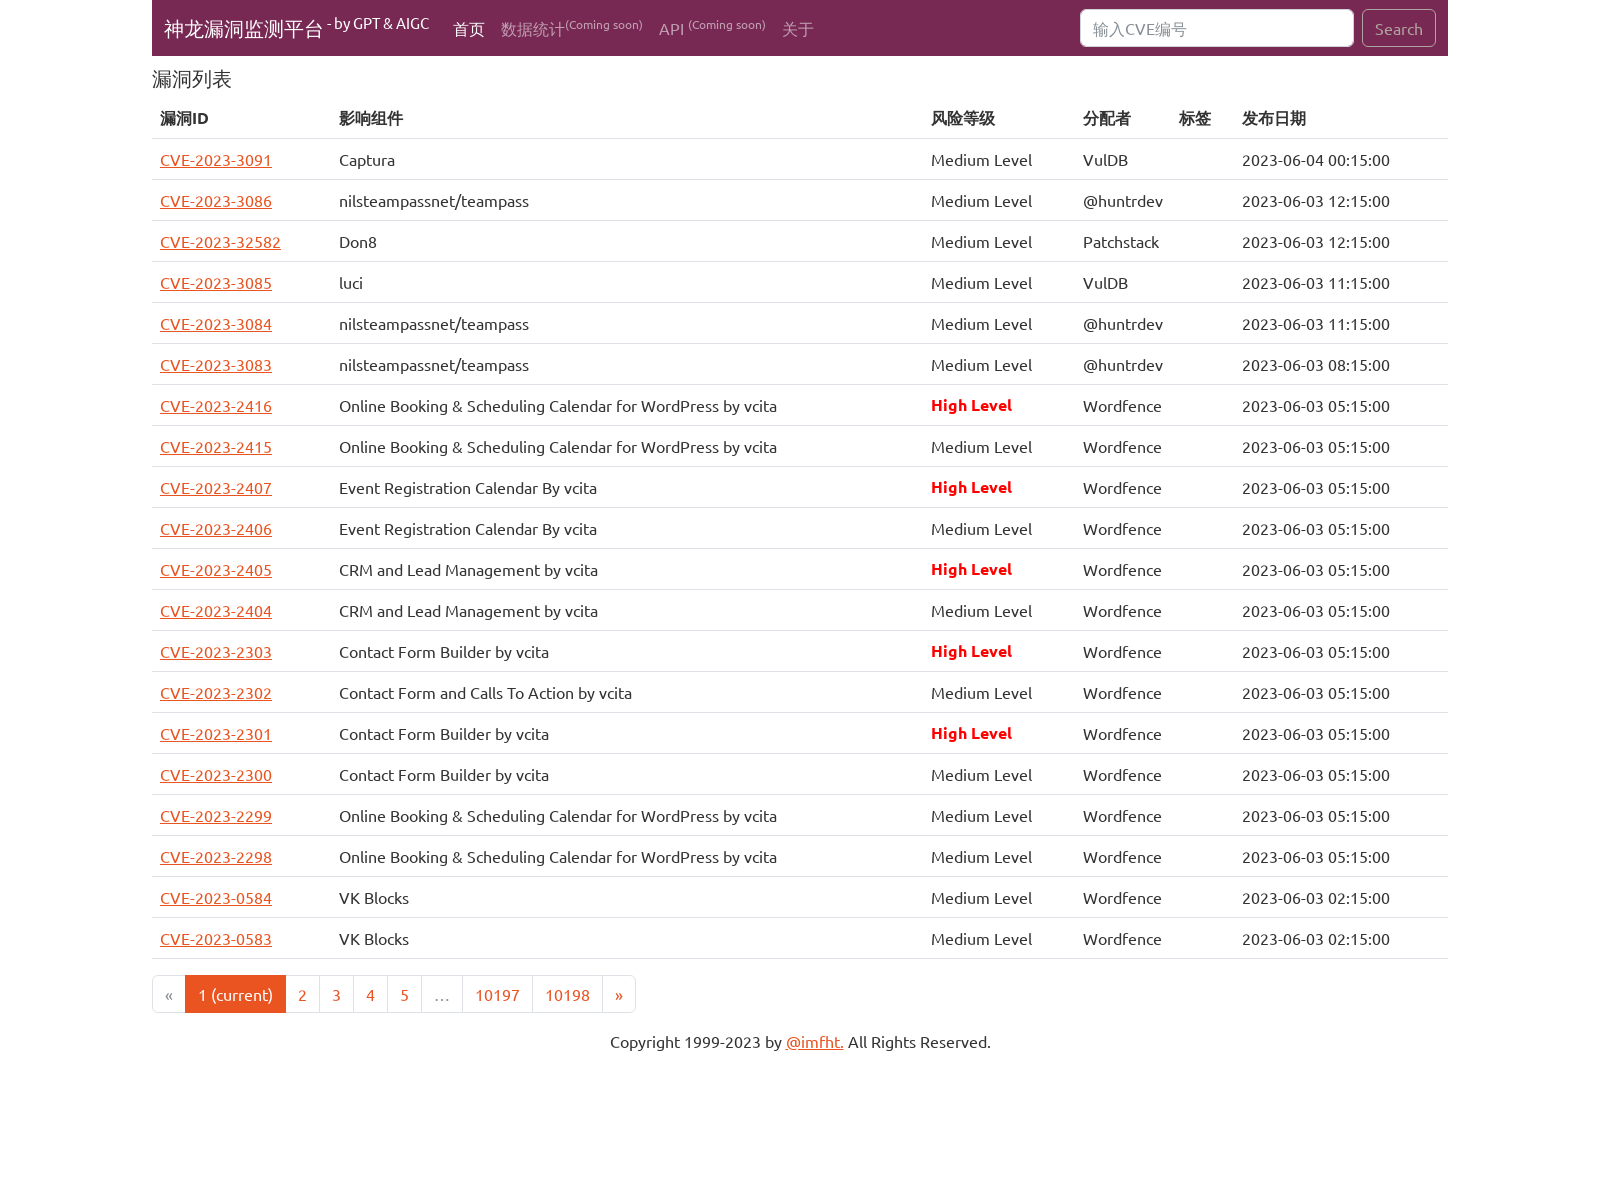 神龙漏洞监测平台 - by GPT & AIGC 首页 数据统计(Coming soon) API (Coming soon) 关于 输入CVE编号 Search
漏洞列表
漏洞ID 影响组件 风险等级 分配者 标签 发布日期
CVE-2023-3091 Captura Medium Level VulDB 2023-06-04 00:15:00
CVE-2023-3086 nilsteampassnet/teampass Medium Level @huntrdev 2023-06-03 12:15:00
CVE-2023-32582 Don8 Medium Level Patchstack 2023-06-03 12:15:00
CVE-2023-3085 luci Medium Level VulDB 2023-06-03 11:15:00
CVE-2023-3084 nilsteampassnet/teampass Medium Level @huntrdev 2023-06-03 11:15:00
CVE-2023-3083 nilsteampassnet/teampass Medium Level @huntrdev 2023-06-03 08:15:00
CVE-2023-2416 Online Booking & Scheduling Calendar for WordPress by vcita High Level Wordfence 2023-06-03 05:15:00
CVE-2023-2415 Online Booking & Scheduling Calendar for WordPress by vcita Medium Level Wordfence 2023-06-03 05:15:00
CVE-2023-2407 Event Registration Calendar By vcita High Level Wordfence 2023-06-03 05:15:00
CVE-2023-2406 Event Registration Calendar By vcita Medium Level Wordfence 2023-06-03 05:15:00
CVE-2023-2405 CRM and Lead Management by vcita High Level Wordfence 2023-06-03 05:15:00
CVE-2023-2404 CRM and Lead Management by vcita Medium Level Wordfence 2023-06-03 05:15:00
CVE-2023-2303 Contact Form Builder by vcita High Level Wordfence 2023-06-03 05:15:00
CVE-2023-2302 Contact Form and Calls To Action by vcita Medium Level Wordfence 2023-06-03 05:15:00
CVE-2023-2301 Contact Form Builder by vcita High Level Wordfence 2023-06-03 05:15:00
CVE-2023-2300 Contact Form Builder by vcita Medium Level Wordfence 2023-06-03 05:15:00
CVE-2023-2299 Online Booking & Scheduling Calendar for WordPress by vcita Medium Level Wordfence 2023-06-03 05:15:00
CVE-2023-2298 Online Booking & Scheduling Calendar for WordPress by vcita Medium Level Wordfence 2023-06-03 05:15:00
CVE-2023-0584 VK Blocks Medium Level Wordfence 2023-06-03 02:15:00
CVE-2023-0583 VK Blocks Medium Level Wordfence 2023-06-03 02:15:00
« 1 (current) 2 3 4 5 … 10197 10198 »
Copyright 1999-2023 by @imfht. All Rights Reserved.